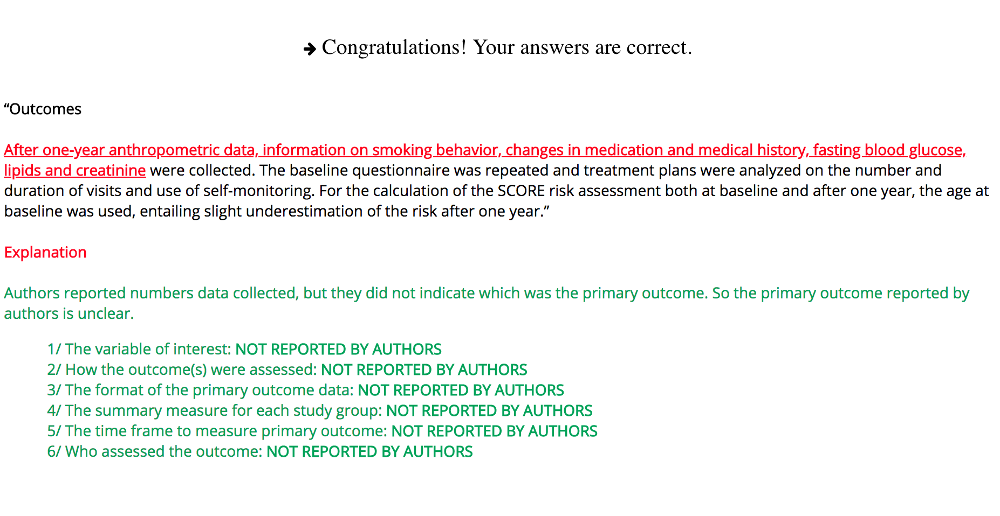 → Congratulations! Your answers are correct.
“Outcomes
After one-year anthropometric data, information on smoking behavior, changes in medication and medical history, fasting blood glucose,
lipids and creatinine were collected. The baseline questionnaire was repeated and treatment plans were analyzed on the number and
duration of visits and use of self-monitoring. For the calculation of the SCORE risk assessment both at baseline and after one year, the age at
baseline was used, entailing slight underestimation of the risk after one year.”
Explanation
Authors reported numbers data collected, but they did not indicate which was the primary outcome. So the primary outcome reported by
authors is unclear.
1/ The variable of interest: NOT REPORTED BY AUTHORS
2/ How the outcome(s) were assessed: NOT REPORTED BY AUTHORS
3/ The format of the primary outcome data: NOT REPORTED BY AUTHORS
4/ The summary measure for each study group: NOT REPORTED BY AUTHORS
5/ The time frame to measure primary outcome: NOT REPORTED BY AUTHORS
6/ Who assessed the outcome: NOT REPORTED BY AUTHORS